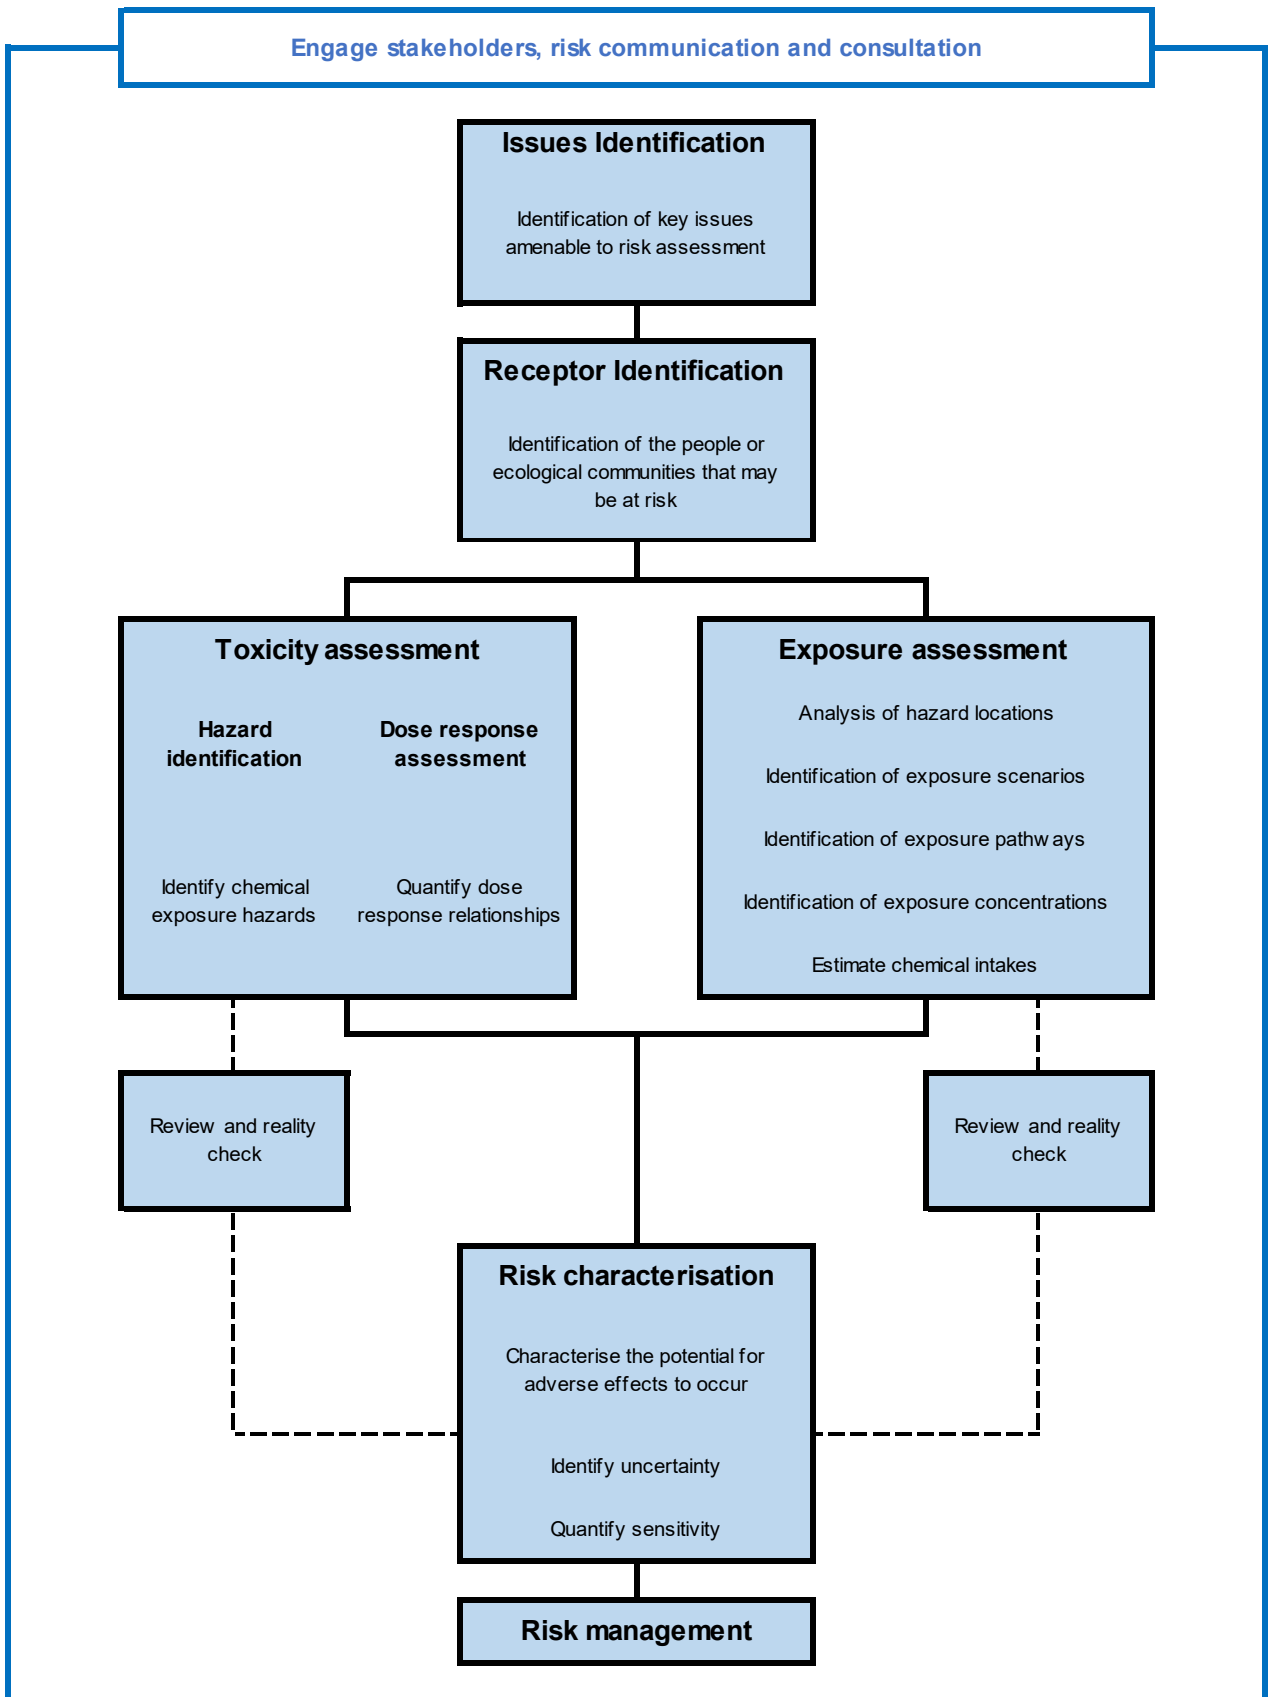 Engage stakeholders, risk communication and consultation
Issues Identification
Identification of key issues
amenable to risk assessment
Receptor Identification
Identification of the people or
ecological communities that may
be at risk
Toxicity assessment
Hazard
identification
Dose response
assessment
Identify chemical
exposure hazards
Quantify dose
response relationships
Exposure assessment
Analysis of hazard locations
Identification of exposure scenarios
Identification of exposure pathways
Identification of exposure concentrations
Estimate chemical intakes
Review and reality
check
Review and reality
check
Risk characterisation
Characterise the potential for
adverse effects to occur
Identify uncertainty
Quantify sensitivity
Risk management